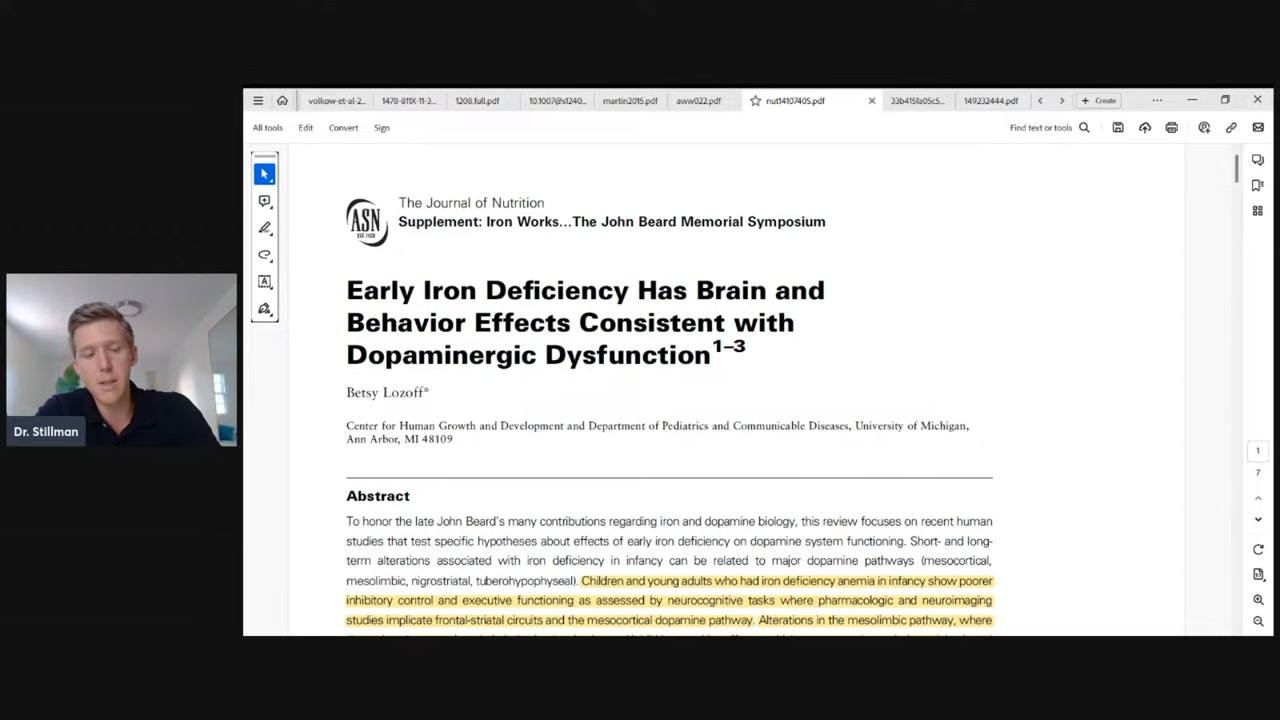 volkow-et-al-2...
1478-811X-11-3...
1208.full.pdf
10.1007@s1240...
martin2015.pdf
aww022.pdf
nut1410740S.pdf
33b415fa05c5...
149232444.pdf
Create
All tools
Edit
Convert
Sign
Find text or tools
ASN
EST. 1928
The Journal of Nutrition
Supplement: Iron Works...The John Beard Memorial Symposium
Early Iron Deficiency Has Brain and
Behavior Effects Consistent with
Dopaminergic Dysfunction1–3
Betsy Lozoff*
Center for Human Growth and Development and Department of Pediatrics and Communicable Diseases, University of Michigan,
Ann Arbor, MI 48109
Abstract
To honor the late John Beard's many contributions regarding iron and dopamine biology, this review focuses on recent human
studies that test specific hypotheses about effects of early iron deficiency on dopamine system functioning. Short- and long-
term alterations associated with iron deficiency in infancy can be related to major dopamine pathways (mesocortical,
mesolimbic, nigrostriatal, tuberohypophyseal). Children and young adults who had iron deficiency anemia in infancy show poorer
inhibitory control and executive functioning as assessed by neurocognitive tasks where pharmacologic and neuroimaging
studies implicate frontal-striatal circuits and the mesocortical dopamine pathway. Alterations in the mesolimbic pathway, where
1
7
Dr. Stillman